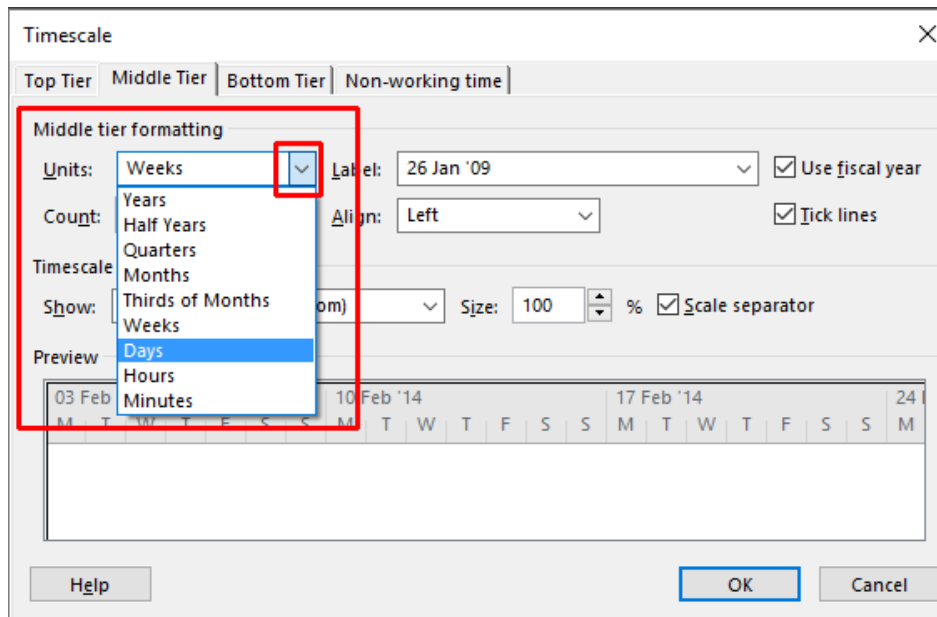 Timescale
Top Tier Middle Tier Bottom Tier Non-working time
Middle tier formatting
Units: Weeks Label: 26 Jan '09 Use fiscal year
Years
Count: Half Years Align: Left Tick lines
Quarters
Timescale Months
Show: Thirds of Months om) Size: 100 % Scale separator
Weeks
Preview Days
Hours
Minutes
03 Feb 10 Feb '14 17 Feb '14 24
M T W T F S S M T W T F S S M T W T F S S M
Help OK Cancel